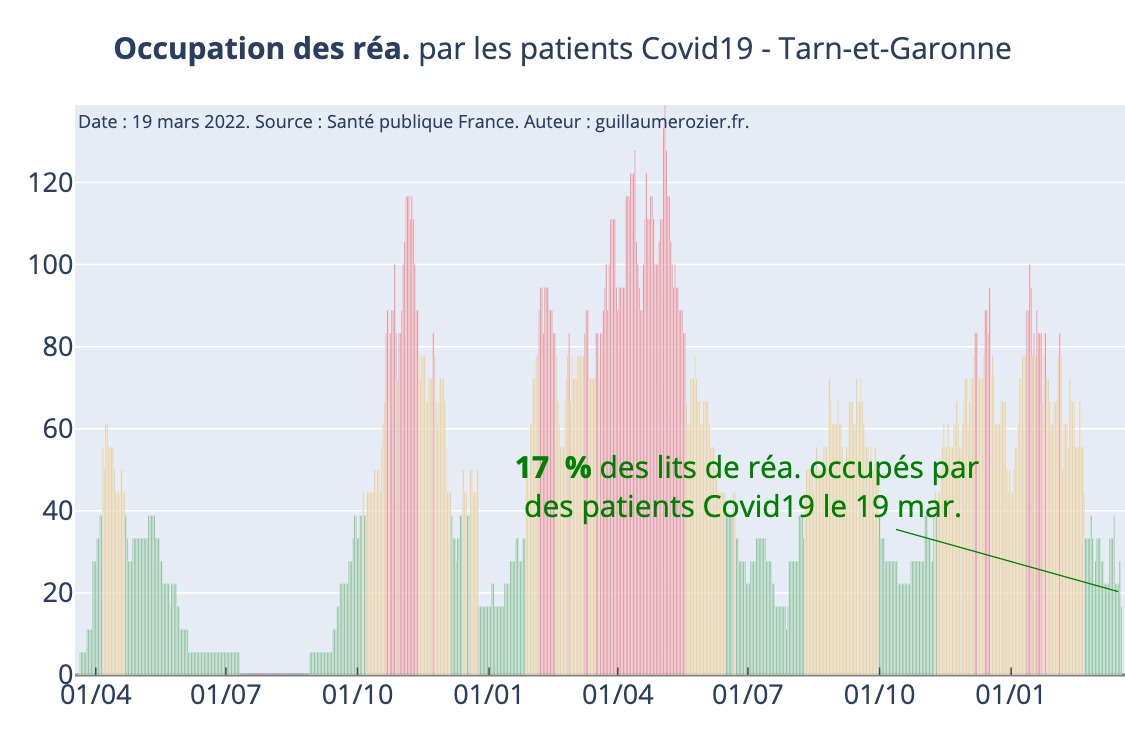 Occupation des réa. par les patients Covid19 - Tarn-et-Garonne
Date : 19 mars 2022. Source : Santé publique France. Auteur : guillaumerozier.fr.
120
100
80
60
40
20
0
17 % des lits de réa. occupés par
des patients Covid19 le 19 mar.
01/04 01/07 01/10 01/01 01/04 01/07 01/10 01/01